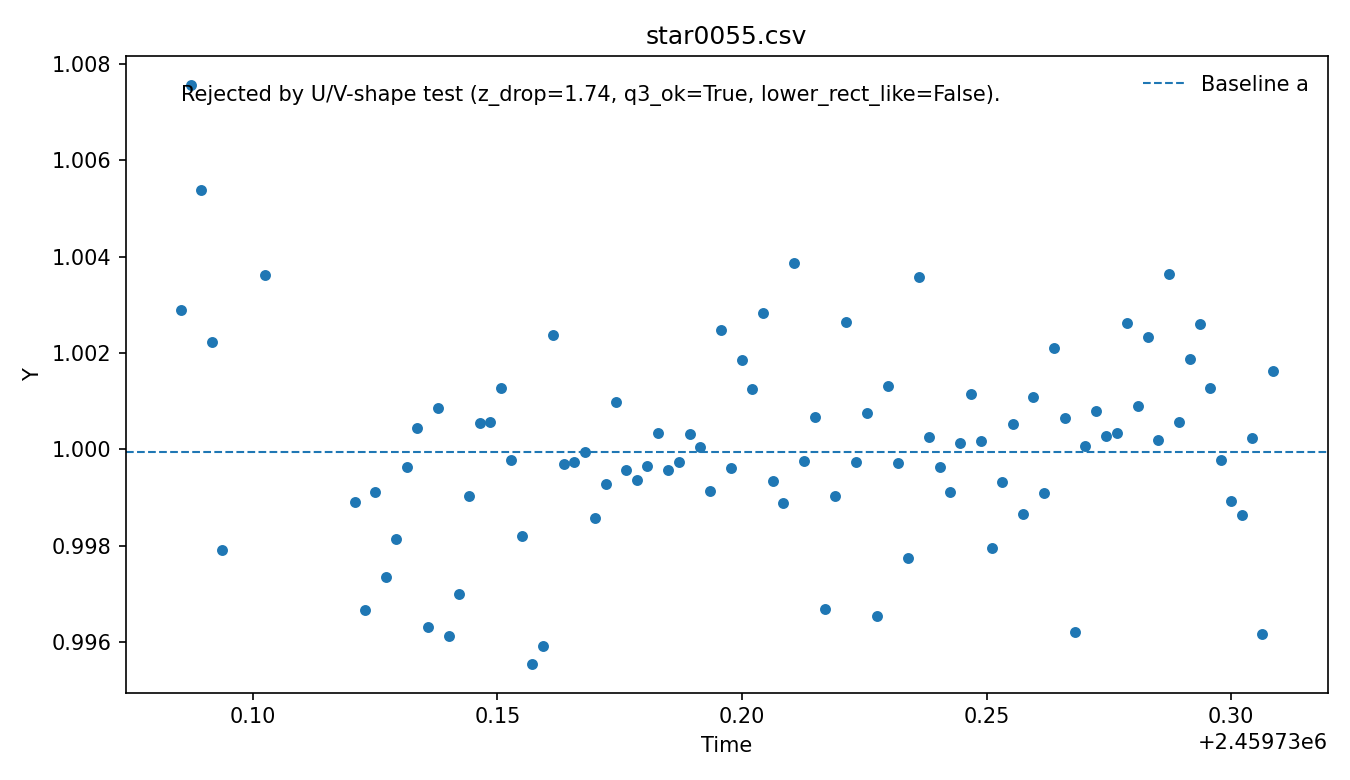 star0055.csv
1.008
1.006
1.004
1.002
1.000
0.998
0.996
Y
Rejected by U/V-shape test (z_drop=1.74, q3_ok=True, lower_rect_like=False).
Baseline a
0.10 0.15 0.20 0.25 0.30
Time
+2.45973e6